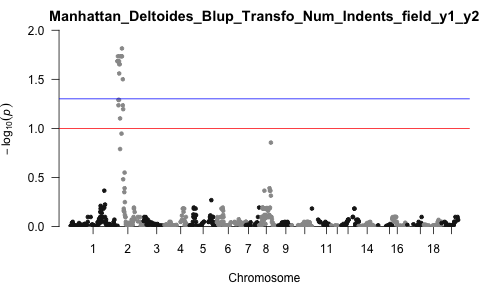 Manhattan_Deltoides_Blup_Transfo_Num_Indents_field_y1_y2
2.0
1.5
1.0
0.5
0.0
− log₁₀(p)
1 2 3 4 5 6 7 8 9 11 14 16 18
Chromosome